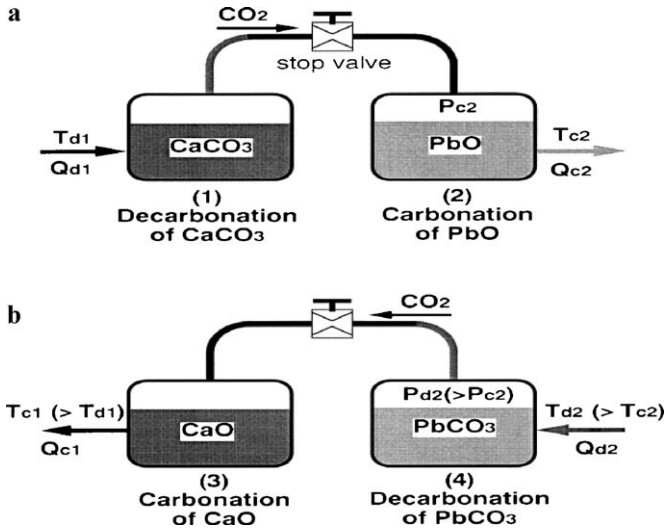 a
CO2
stop valve
Td1
Qd1
CaCO3
Pc2
PbO
Tc2
Qc2
(1)
Decarbonation
of CaCO3
(2)
Carbonation
of PbO
b
CO2
Tc1 (> Td1)
Qc1
CaO
Pd2(>Pc2)
PbCO3
Td2 (> Tc2)
Qd2
(3)
Carbonation
of CaO
(4)
Decarbonation
of PbCO3